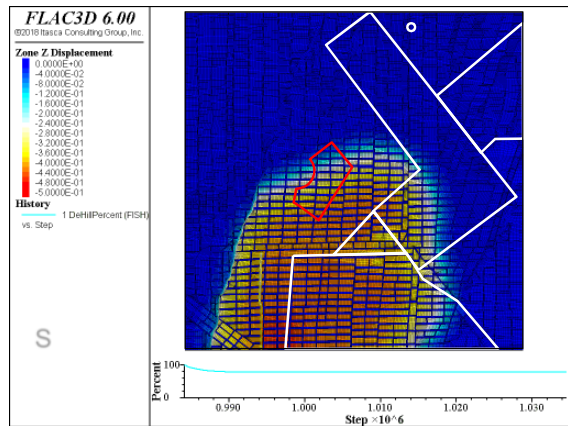 FLAC3D 6.00
©2018 Itasca Consulting Group, Inc.
Zone Z Displacement
0.0000E+00
-4.0000E-02
-8.0000E-02
-1.2000E-01
-1.6000E-01
-2.0000E-01
-2.4000E-01
-2.8000E-01
-3.2000E-01
-3.6000E-01
-4.0000E-01
-4.4000E-01
-4.8000E-01
-5.0000E-01
History
1 DeHillPercent (FISH)
vs. Step
S
Percent
100
0
0.990 1.000 1.010 1.020 1.030
Step ×10^6